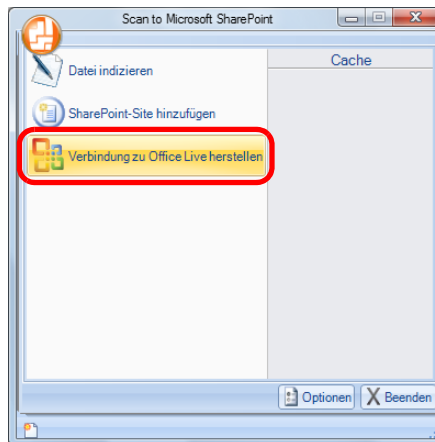 Scan to Microsoft SharePoint
Datei indizieren
Cache
SharePoint-Site hinzufügen
Verbindung zu Office Live herstellen
Optionen
Beenden